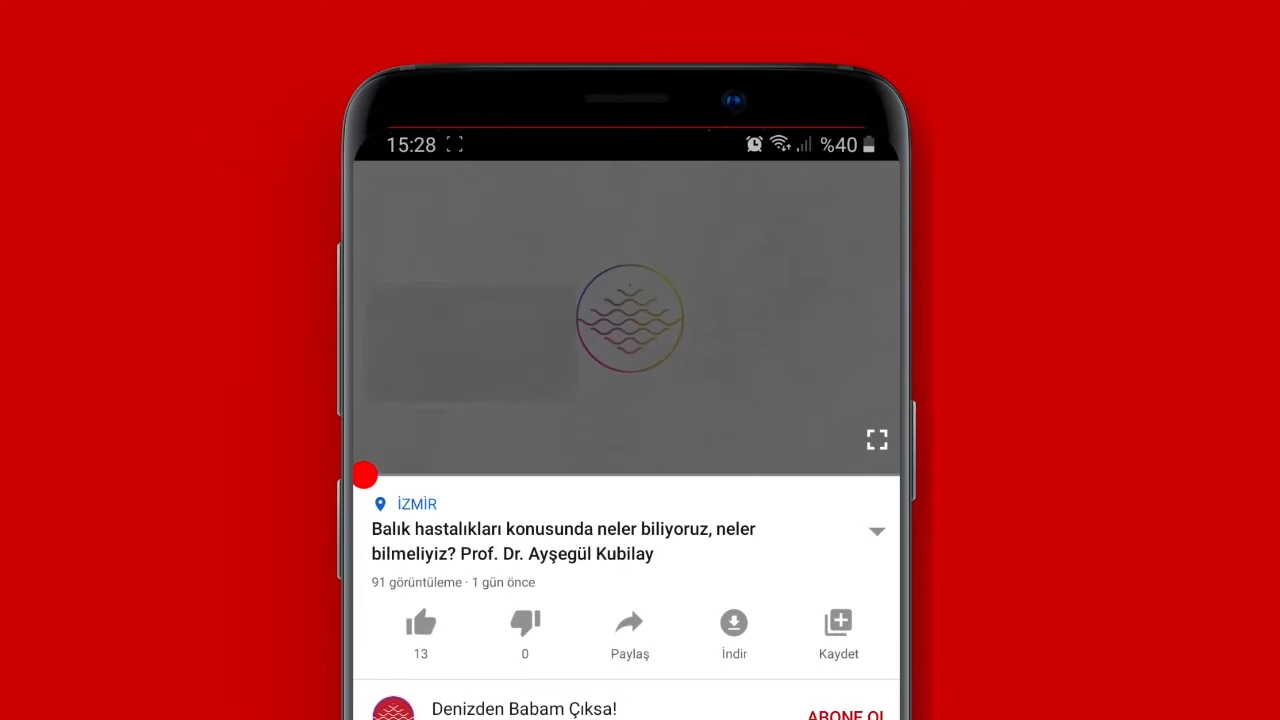 15:28 %40
İZMİR
Balık hastalıkları konusunda neler biliyoruz, neler
bilmeliyiz? Prof. Dr. Ayşegül Kubilay
91 görüntüleme · 1 gün önce
13 0 Paylaş İndir Kaydet
Denizden Babam Çıksa!
ABONE OL